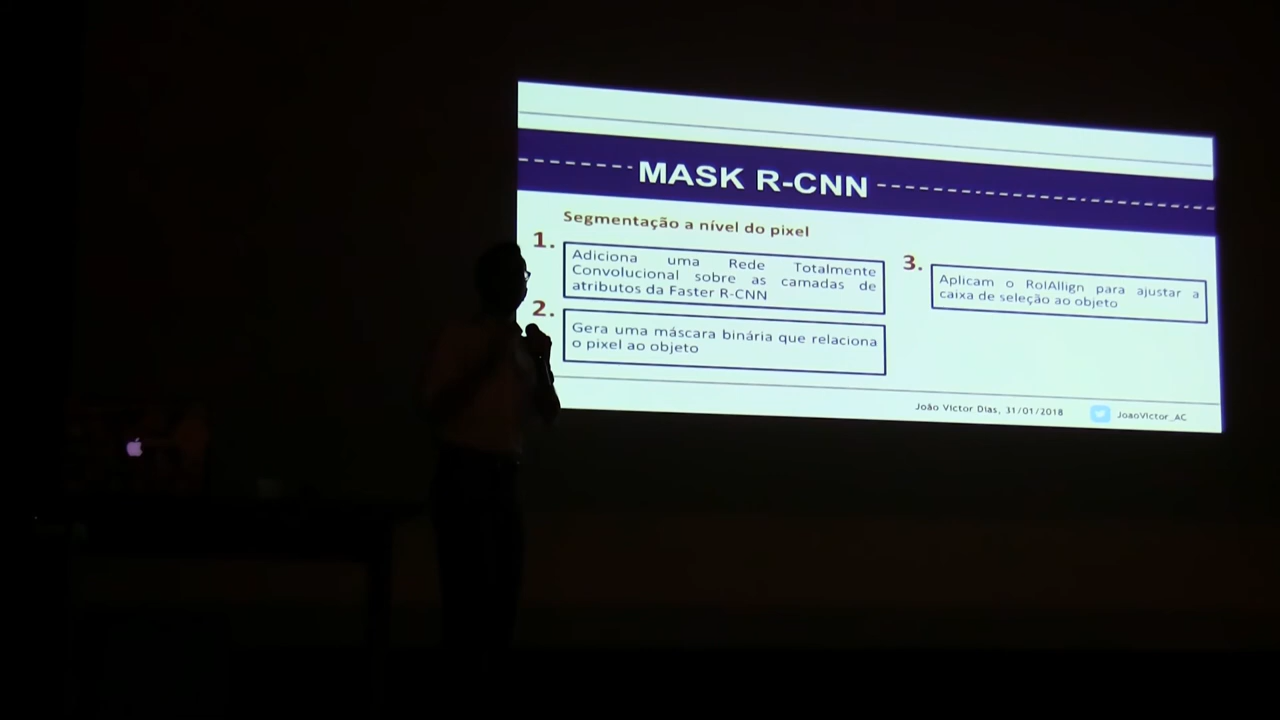 MASK R-CNN
Segmentação a nível do pixel
1.
Adiciona uma Rede Totalmente
Convolucional sobre as camadas de
atributos da Faster R-CNN
2.
Gera uma máscara binária que relaciona
o pixel ao objeto
3.
Aplicam o RoIAllign para ajustar a
caixa de seleção ao objeto
João Victor Dias, 31/01/2018
JoaoVictor_AC